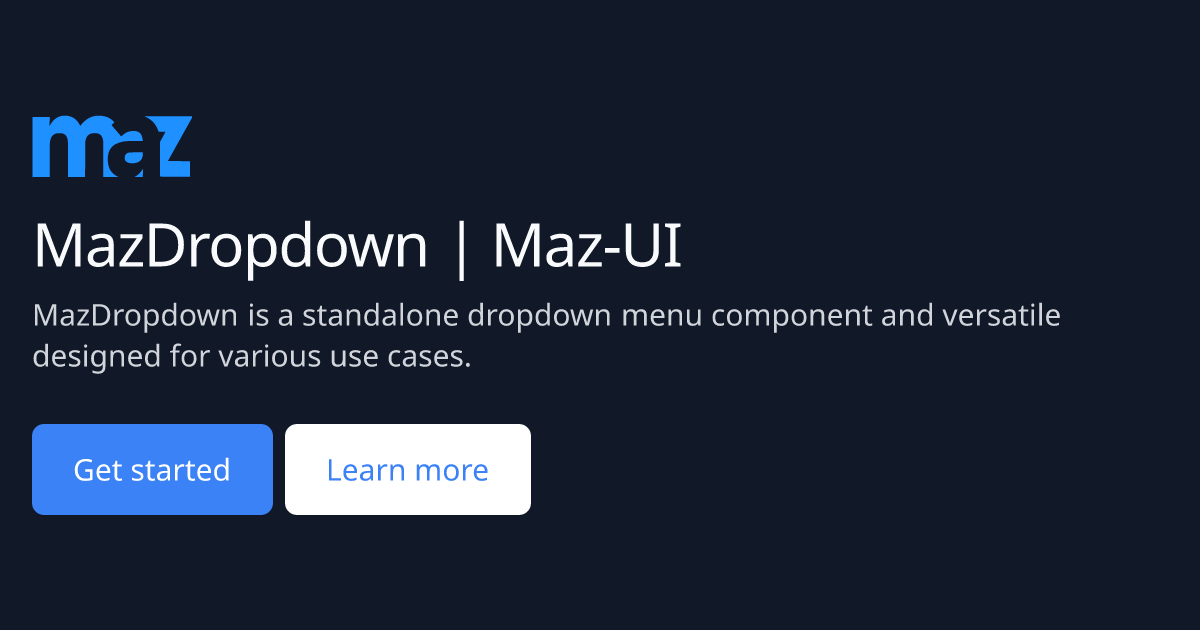 maz
MazDropdown | Maz-UI
MazDropdown is a standalone dropdown menu component and versatile
designed for various use cases.
Get started
Learn more